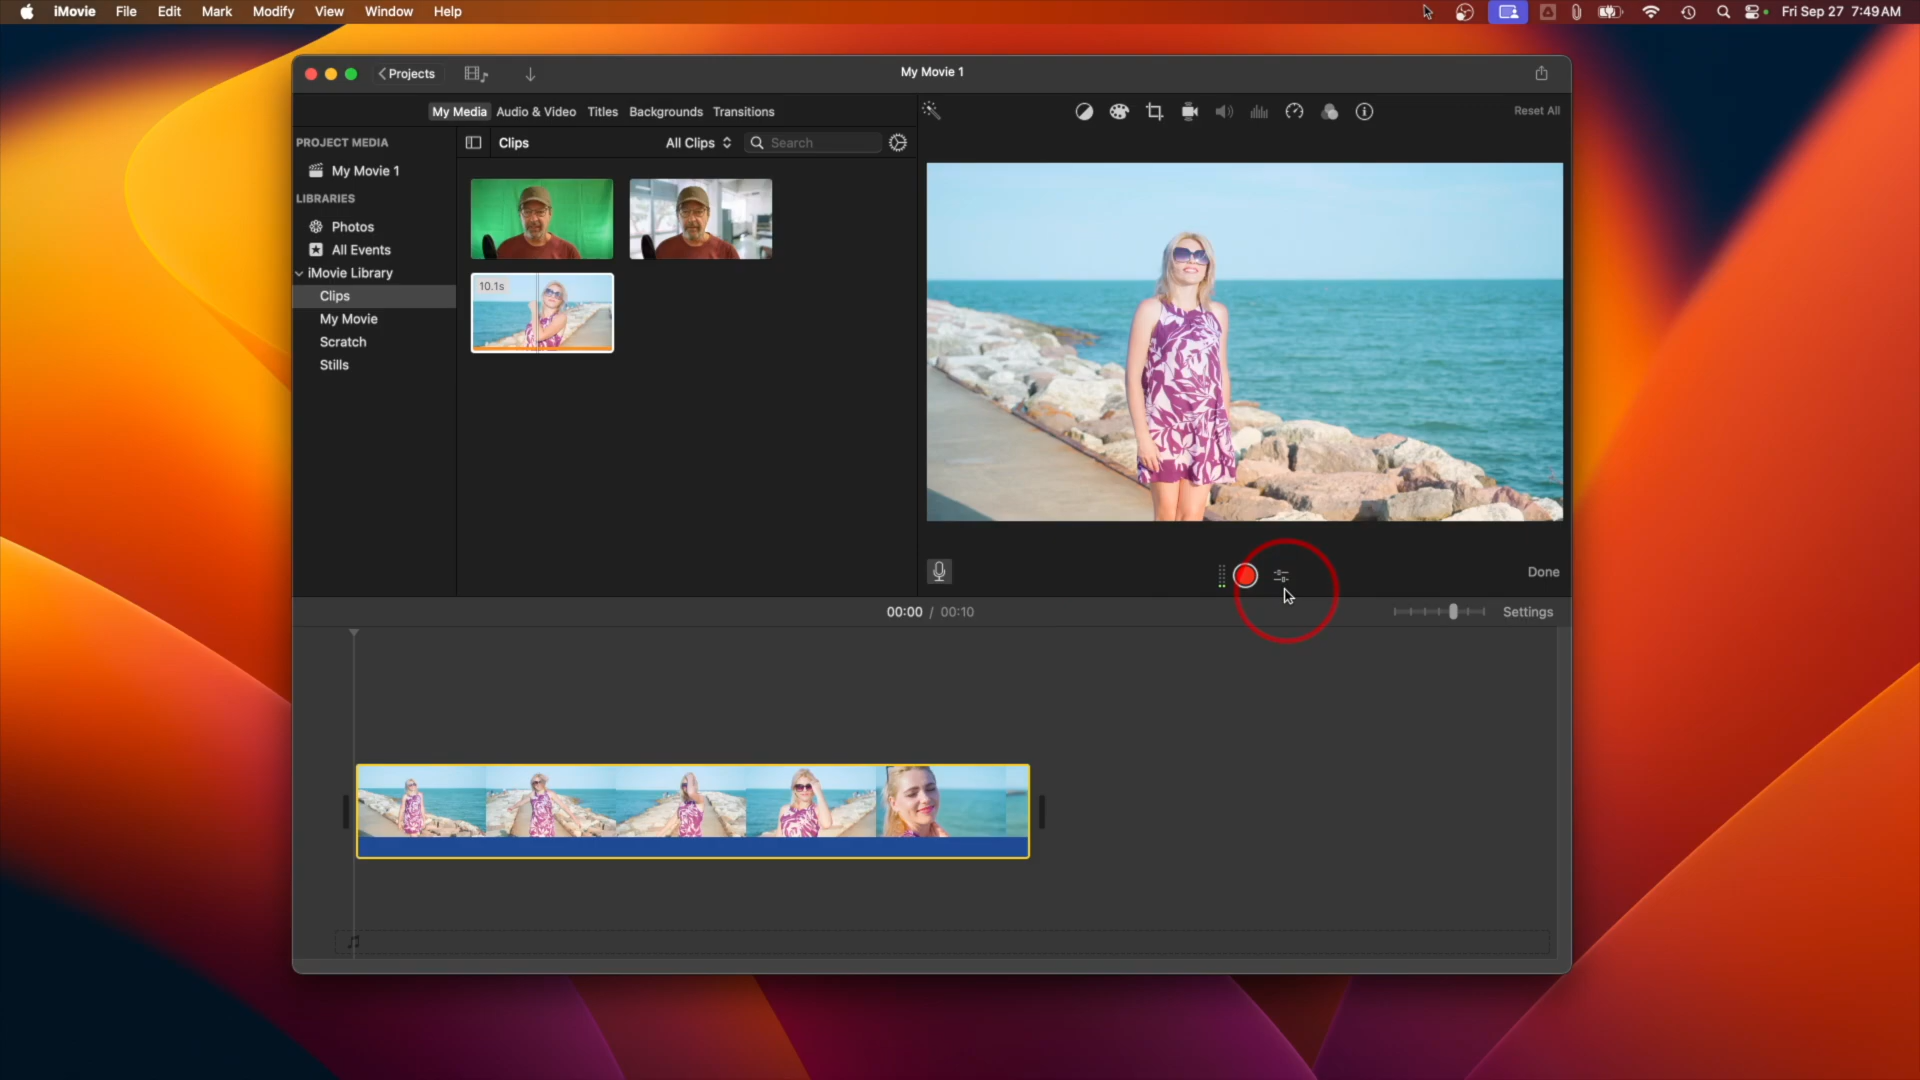 iMovie File Edit Mark Modify View Window Help Fri Sep 27 7:49 AM
Projects My Movie 1
My Media Audio & Video Titles Backgrounds Transitions Reset All
PROJECT MEDIA Clips All Clips Search
My Movie 1
LIBRARIES
Photos
All Events
iMovie Library
Clips
My Movie
Scratch
Stills
10.1s
Done
00:00 / 00:10 Settings